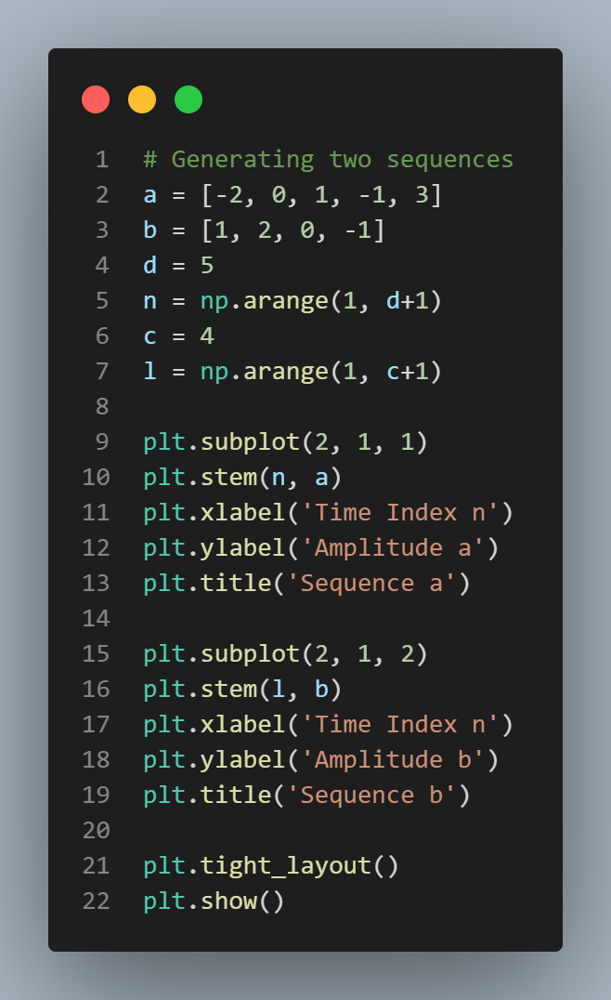 1 # Generating two sequences
2 a = [-2, 0, 1, -1, 3]
3 b = [1, 2, 0, -1]
4 d = 5
5 n = np.arange(1, d+1)
6 c = 4
7 l = np.arange(1, c+1)
8
9 plt.subplot(2, 1, 1)
10 plt.stem(n, a)
11 plt.xlabel('Time Index n')
12 plt.ylabel('Amplitude a')
13 plt.title('Sequence a')
14
15 plt.subplot(2, 1, 2)
16 plt.stem(l, b)
17 plt.xlabel('Time Index n')
18 plt.ylabel('Amplitude b')
19 plt.title('Sequence b')
20
21 plt.tight_layout()
22 plt.show()